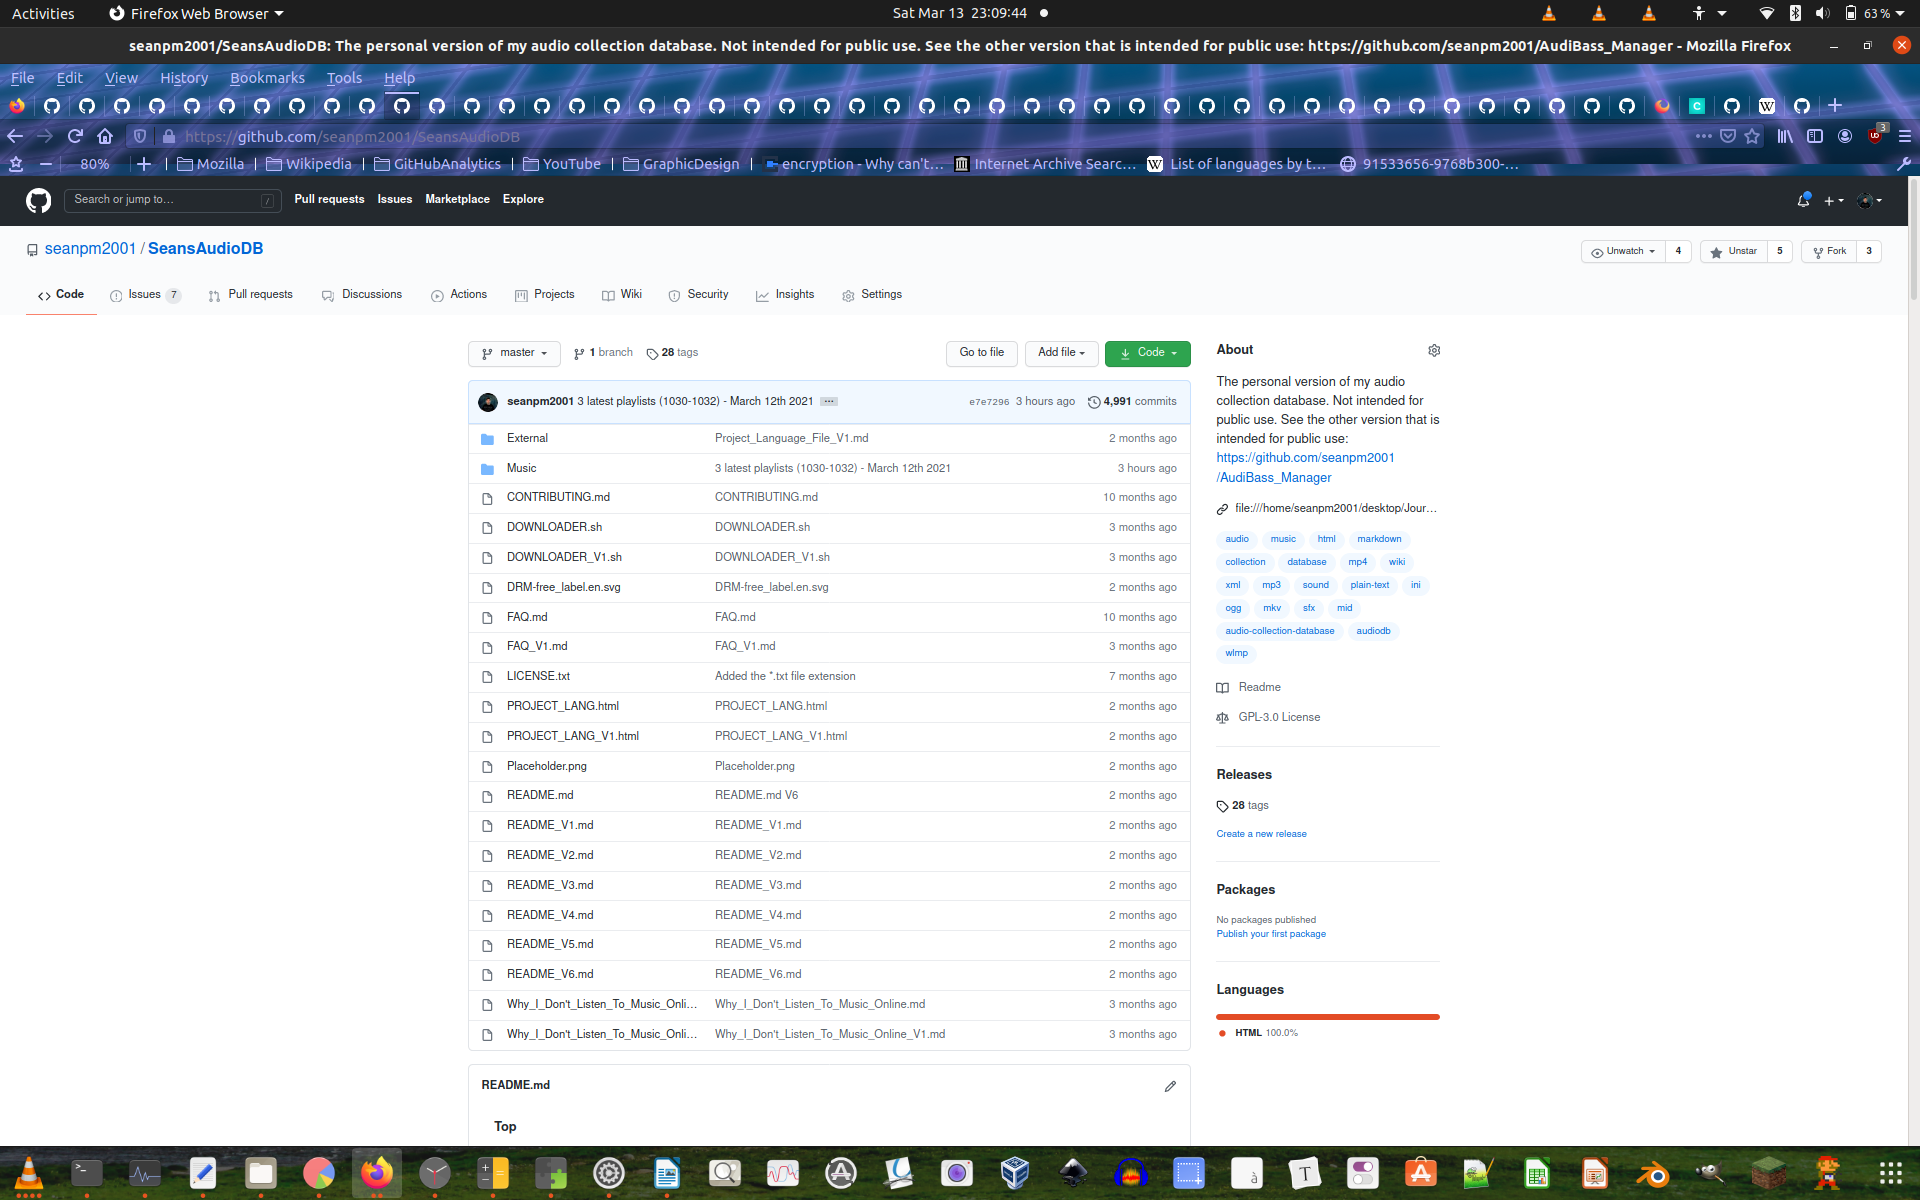 Activities
Firefox Web Browser
Sat Mar 13 23:09:44
63 %
seanpm2001/SeansAudioDB: The personal version of my audio collection database. Not intended for public use. See the other version that is intended for public use: https://github.com/seanpm2001/AudiBass_Manager - Mozilla Firefox
File Edit View History Bookmarks Tools Help
https://github.com/seanpm2001/SeansAudioDB
3
80%
Mozilla
Wikipedia
GitHubAnalytics
YouTube
GraphicDesign
encryption - Why can't…
Internet Archive Searc…
List of languages by t…
91533656-9768b300-…
Search or jump to…
/
Pull requests Issues Marketplace Explore
seanpm2001 / SeansAudioDB
Unwatch 4
Unstar 5
Fork 3
Code
Issues 7
Pull requests
Discussions
Actions
Projects
Wiki
Security
Insights
Settings
master
1 branch
28 tags
Go to file
Add file
Code
seanpm2001 3 latest playlists (1030-1032) - March 12th 2021
e7e7296 3 hours ago
4,991 commits
External Project_Language_File_V1.md 2 months ago
Music 3 latest playlists (1030-1032) - March 12th 2021 3 hours ago
CONTRIBUTING.md CONTRIBUTING.md 10 months ago
DOWNLOADER.sh DOWNLOADER.sh 3 months ago
DOWNLOADER_V1.sh DOWNLOADER_V1.sh 3 months ago
DRM-free_label.en.svg DRM-free_label.en.svg 2 months ago
FAQ.md FAQ.md 10 months ago
FAQ_V1.md FAQ_V1.md 3 months ago
LICENSE.txt Added the *.txt file extension 7 months ago
PROJECT_LANG.html PROJECT_LANG.html 2 months ago
PROJECT_LANG_V1.html PROJECT_LANG_V1.html 2 months ago
Placeholder.png Placeholder.png 2 months ago
README.md README.md V6 2 months ago
README_V1.md README_V1.md 2 months ago
README_V2.md README_V2.md 2 months ago
README_V3.md README_V3.md 2 months ago
README_V4.md README_V4.md 2 months ago
README_V5.md README_V5.md 2 months ago
README_V6.md README_V6.md 2 months ago
Why_I_Don't_Listen_To_Music_Onli… Why_I_Don't_Listen_To_Music_Online.md 3 months ago
Why_I_Don't_Listen_To_Music_Onli… Why_I_Don't_Listen_To_Music_Online_V1.md 3 months ago
README.md
Top
About
The personal version of my audio
collection database. Not intended for
public use. See the other version that is
intended for public use:
https://github.com/seanpm2001
/AudiBass_Manager
file:///home/seanpm2001/desktop/Jour…
audio music html markdown
collection database mp4 wiki
xml mp3 sound plain-text ini
ogg mkv sfx mid
audio-collection-database audiodb
wlmp
Readme
GPL-3.0 License
Releases
28 tags
Create a new release
Packages
No packages published
Publish your first package
Languages
HTML 100.0%